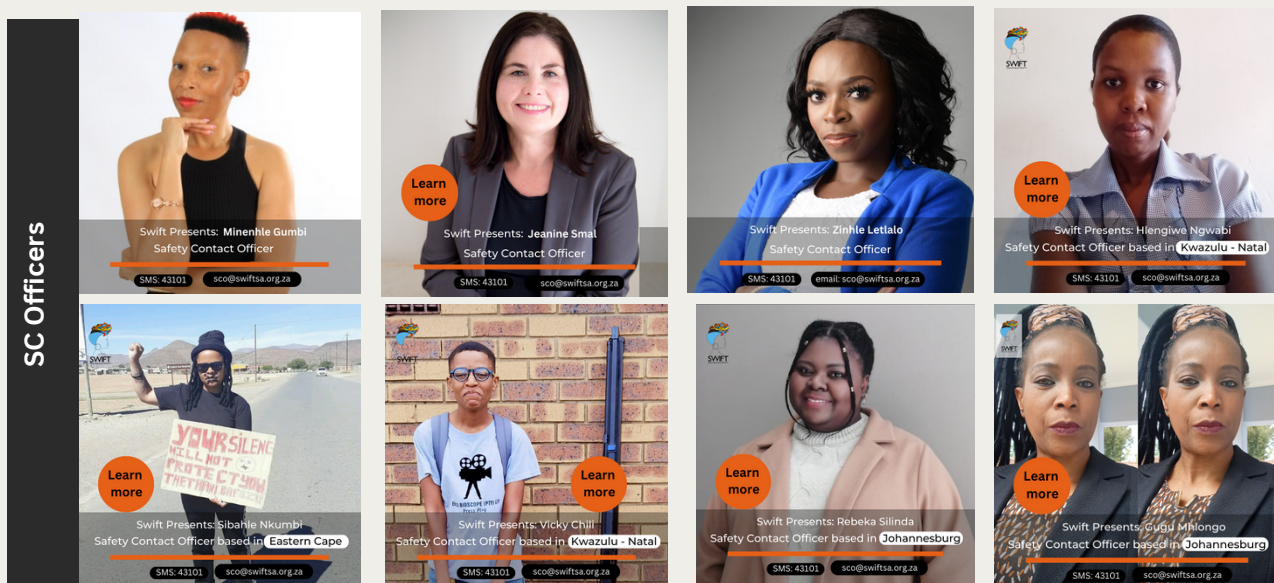 SC Officers
Swift Presents: Minenhle Gumbi
Safety Contact Officer
SMS: 43101
sco@swiftsa.org.za
Learn
more
Swift Presents: Jeanine Smal
Safety Contact Officer
SMS: 43101
sco@swiftsa.org.za
Swift Presents: Zinhle Letlalo
Safety Contact Officer
SMS: 43101
email: sco@swiftsa.org.za
SWIFT
Learn
more
Swift Presents: Hlengiwe Ngwabi
Safety Contact Officer based in Kwazulu - Natal
SMS: 43101
sco@swiftsa.org.za
SWIFT
YOUR SILENC
WILL NOT
PROTECT YOU
Learn
more
Swift Presents: Sibahle Nkumbi
Safety Contact Officer based in Eastern Cape
SMS: 43101
sco@swiftsa.org.za
SWIFT
Learn
more
Swift Presents: Vicky Chili
Safety Contact Officer based in Kwazulu - Natal
SMS: 43101
sco@swiftsa.org.za
SWIFT
Learn
more
Swift Presents: Rebeka Silinda
Safety Contact Officer based in Johannesburg
SMS: 43101
sco@swiftsa.org.za
Learn
more
Swift Presents: Gugu Mhlongo
Safety Contact Officer based in Johannesburg
SMS: 43101
sco@swiftsa.org.za